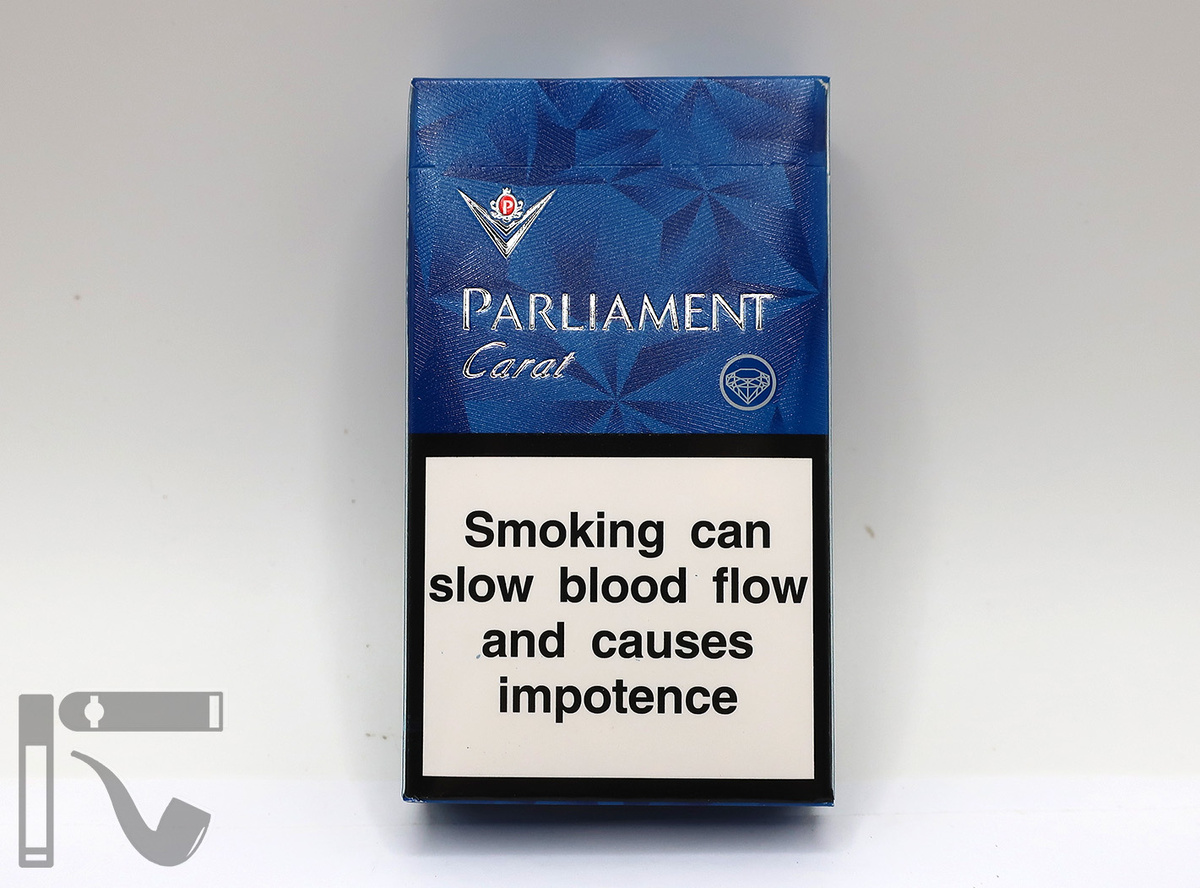 P
PARLIAMENT
Carat
Smoking can
slow blood flow
and causes
impotence